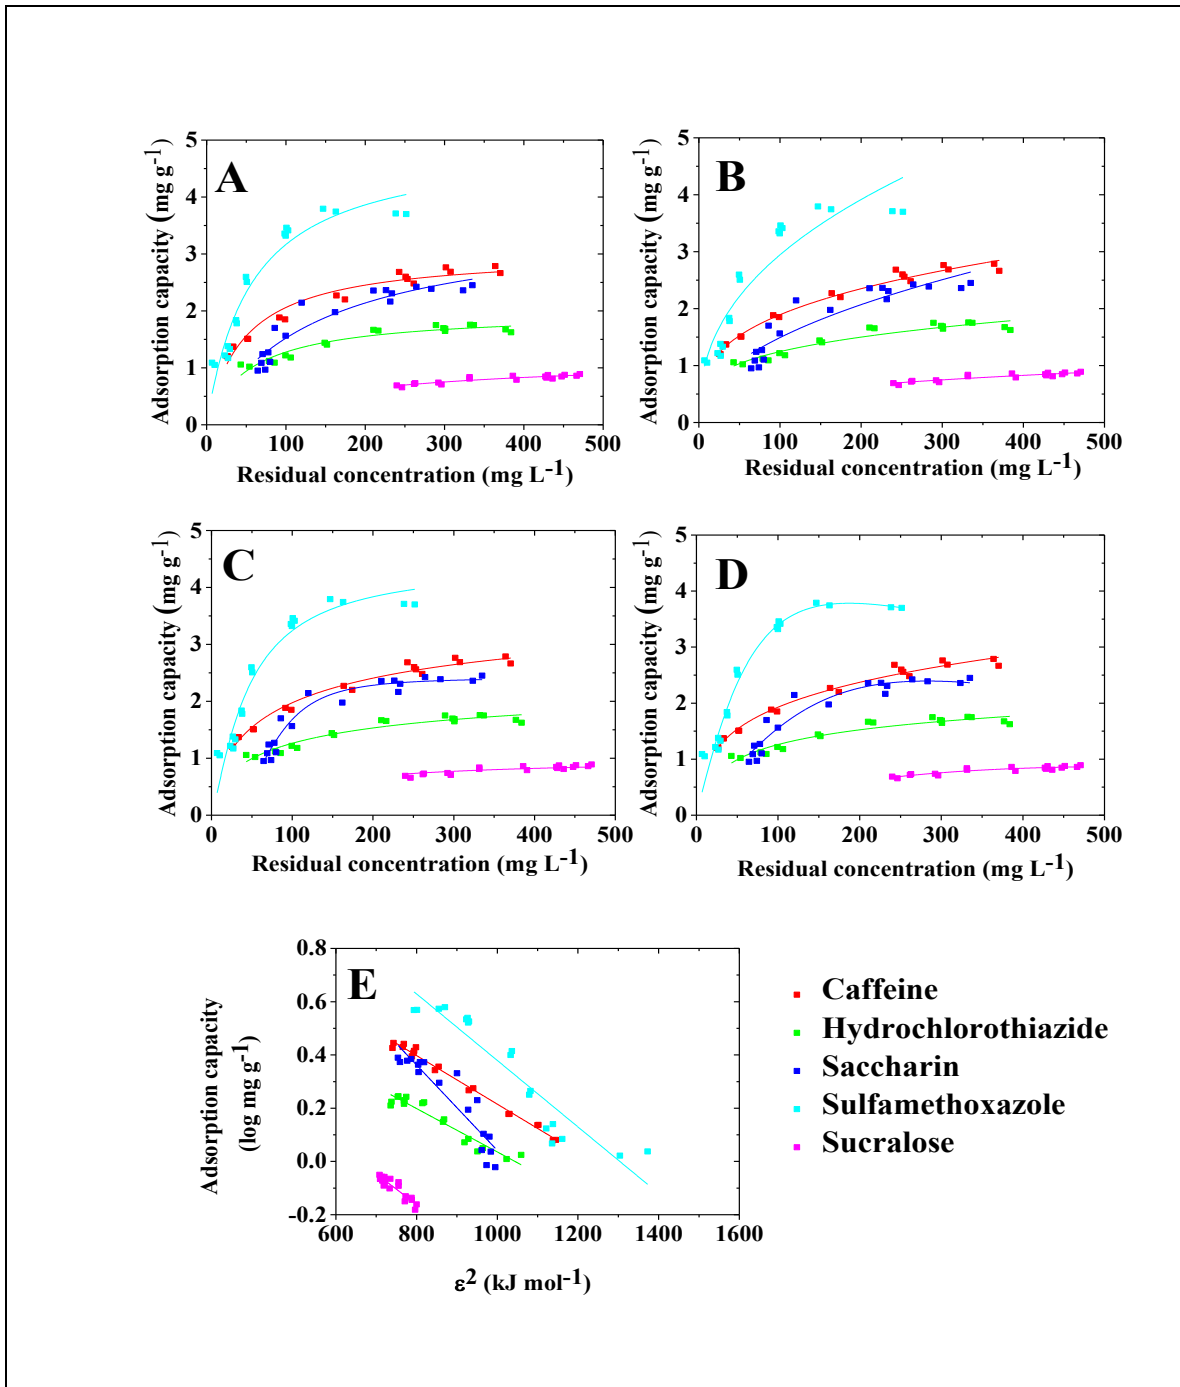 A
Adsorption capacity (mg g-1)
5
4
3
2
1
0
0 100 200 300 400 500
Residual concentration (mg L-1)
B
Adsorption capacity (mg g-1)
5
4
3
2
1
0
0 100 200 300 400 500
Residual concentration (mg L-1)
C
Adsorption capacity (mg g-1)
5
4
3
2
1
0
0 100 200 300 400 500
Residual concentration (mg L-1)
D
Adsorption capacity (mg g-1)
5
4
3
2
1
0
0 100 200 300 400 500
Residual concentration (mg L-1)
E
Adsorption capacity
(log mg g-1)
0.8
0.6
0.4
0.2
0.0
-0.2
600 800 1000 1200 1400 1600
ε2 (kJ mol-1)
Caffeine
Hydrochlorothiazide
Saccharin
Sulfamethoxazole
Sucralose